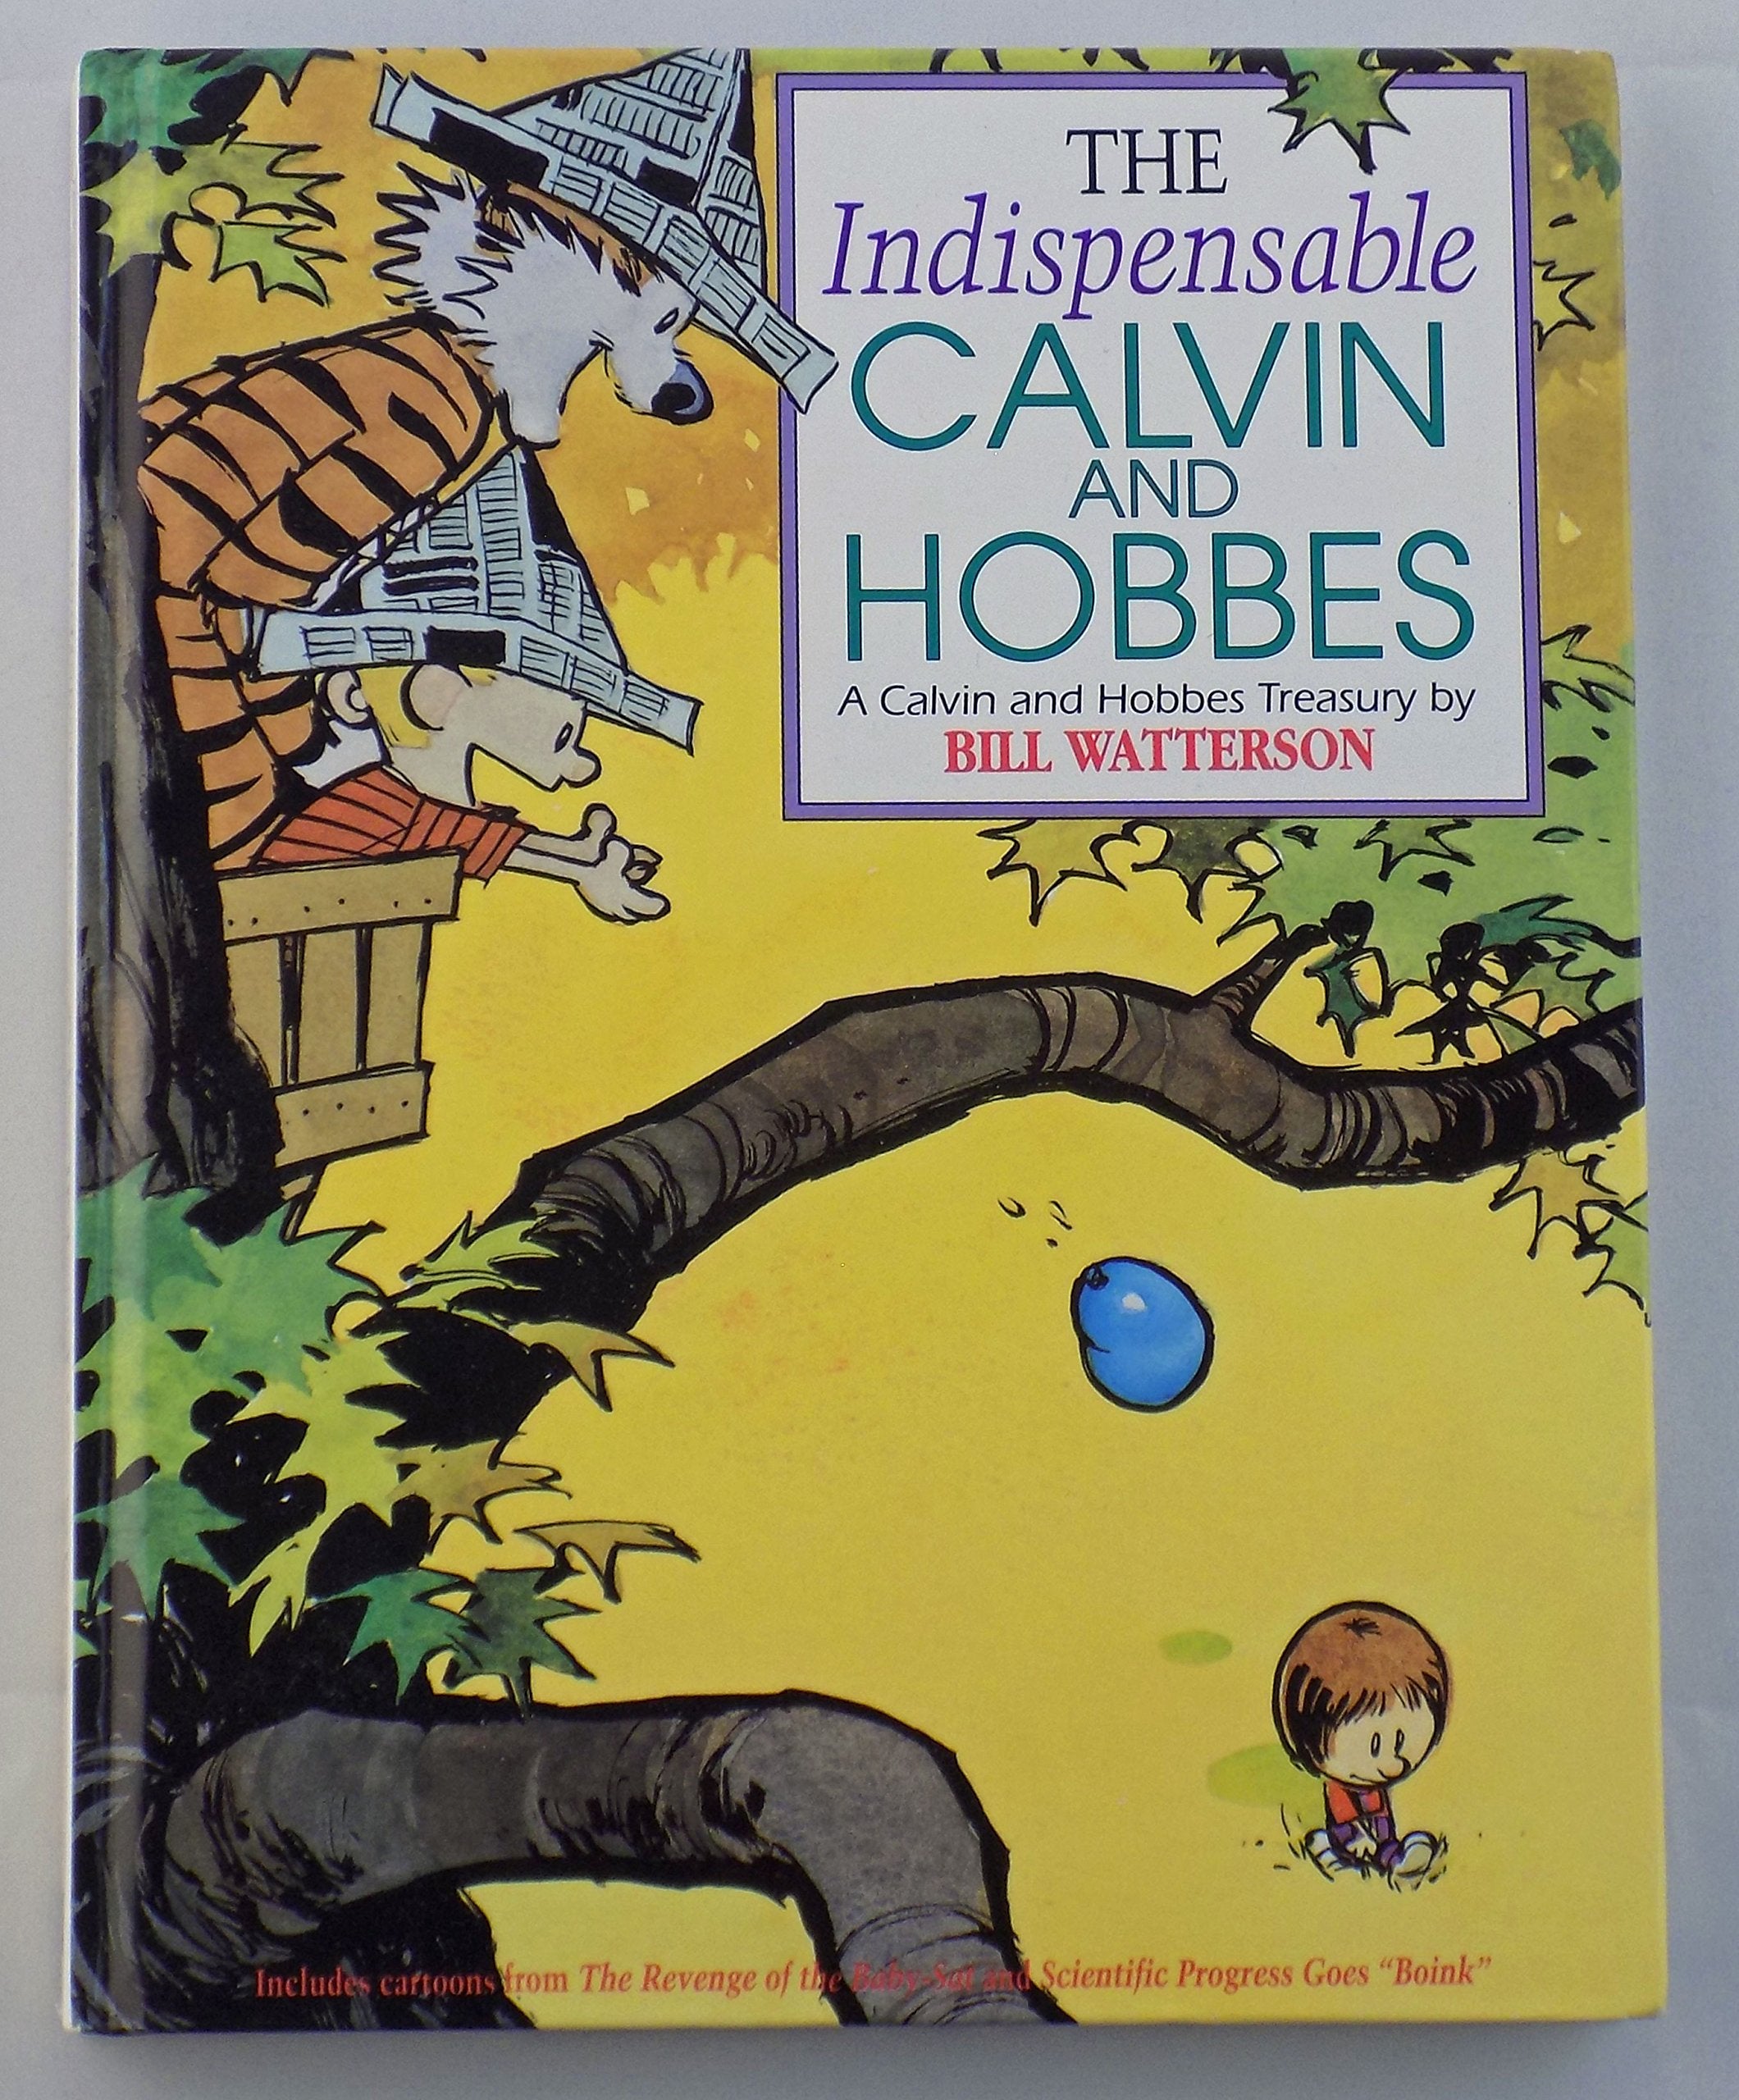 THE
Indispensable
CALVIN
AND
HOBBES
A Calvin and Hobbes Treasury by
BILL WATTERSON
Includes cartoons from The Revenge of the Baby-Sat and Scientific Progress Goes “Boink”